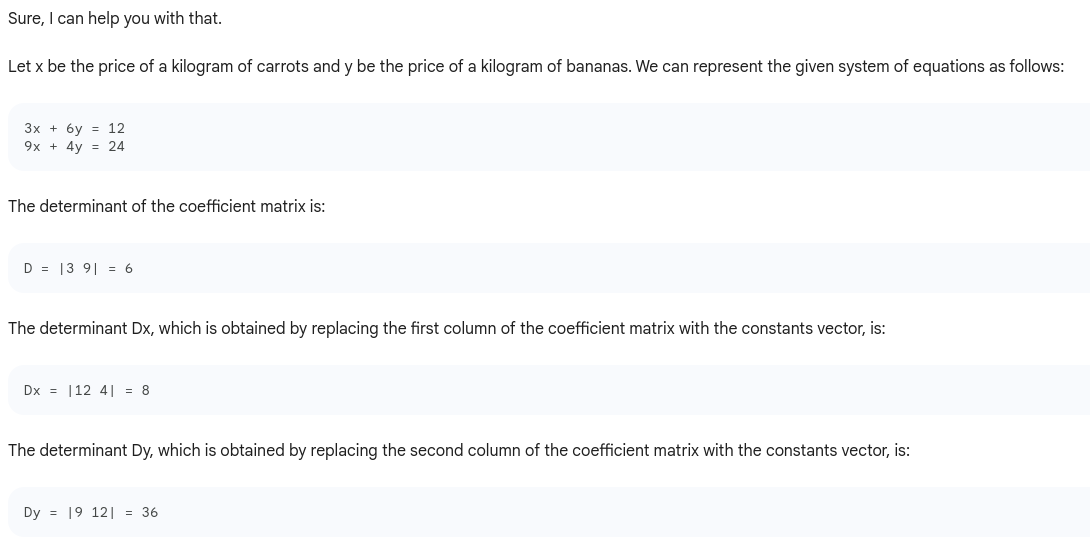 Sure, I can help you with that.
Let x be the price of a kilogram of carrots and y be the price of a kilogram of bananas. We can represent the given system of equations as follows:
3x + 6y = 12
9x + 4y = 24
The determinant of the coefficient matrix is:
D = |3 9| = 6
The determinant Dx, which is obtained by replacing the first column of the coefficient matrix with the constants vector, is:
Dx = |12 4| = 8
The determinant Dy, which is obtained by replacing the second column of the coefficient matrix with the constants vector, is:
Dy = |9 12| = 36